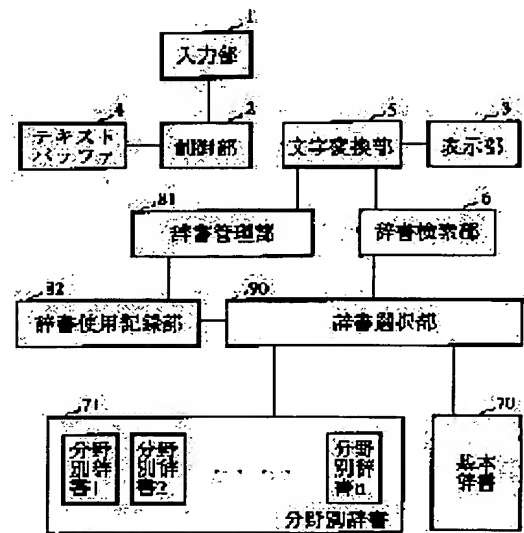 1
入力部
4
2
5
3
テキスト
バッファ
制御部
文字変換部
表示部
81
6
辞書管理部
辞書検索部
82
90
辞書使用記録部
辞書選択部
71
70
分野
別辞
書1
分野
別辞
書2
分野
別辞
書n
基本
辞書
分野別辞書